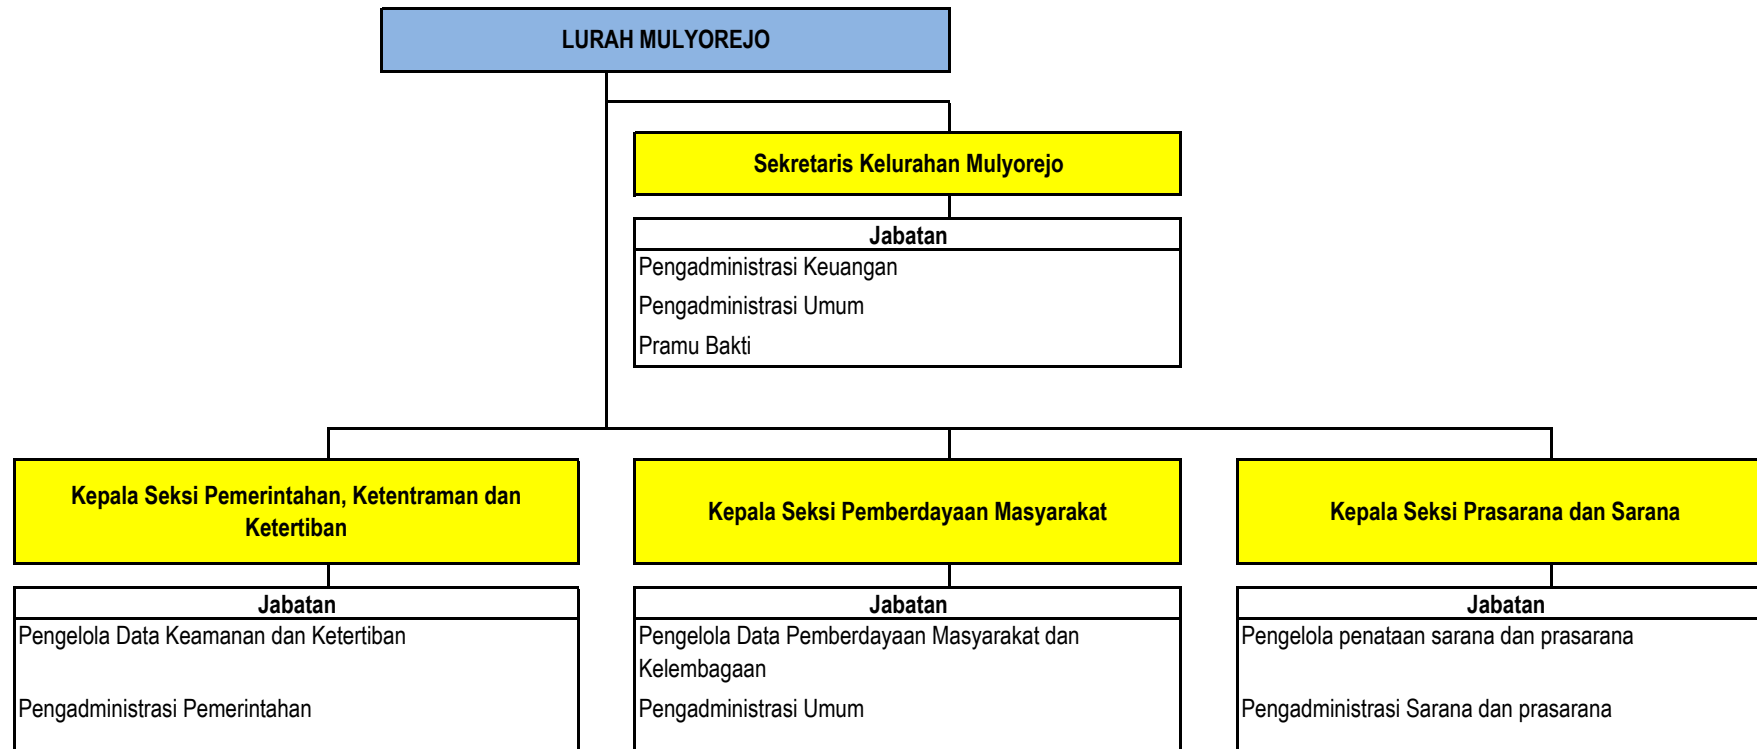 LURAH MULYOREJO
Sekretaris Kelurahan Mulyorejo
Jabatan
Pengadministrasi Keuangan
Pengadministrasi Umum
Pramu Bakti
Kepala Seksi Pemerintahan, Ketentraman dan
Ketertiban
Jabatan
Pengelola Data Keamanan dan Ketertiban
Pengadministrasi Pemerintahan
Kepala Seksi Pemberdayaan Masyarakat
Jabatan
Pengelola Data Pemberdayaan Masyarakat dan
Kelembagaan
Pengadministrasi Umum
Kepala Seksi Prasarana dan Sarana
Jabatan
Pengelola penataan sarana dan prasarana
Pengadministrasi Sarana dan prasarana